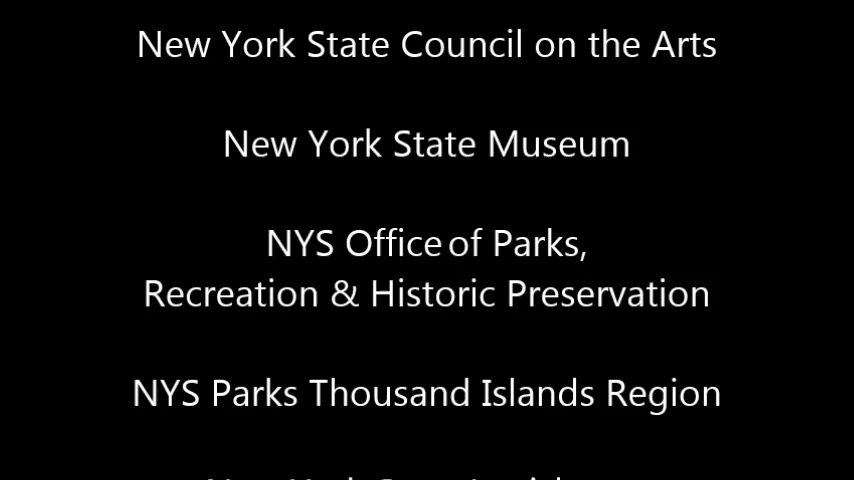 New York State Council on the Arts
New York State Museum
NYS Office of Parks,
Recreation & Historic Preservation
NYS Parks Thousand Islands Region